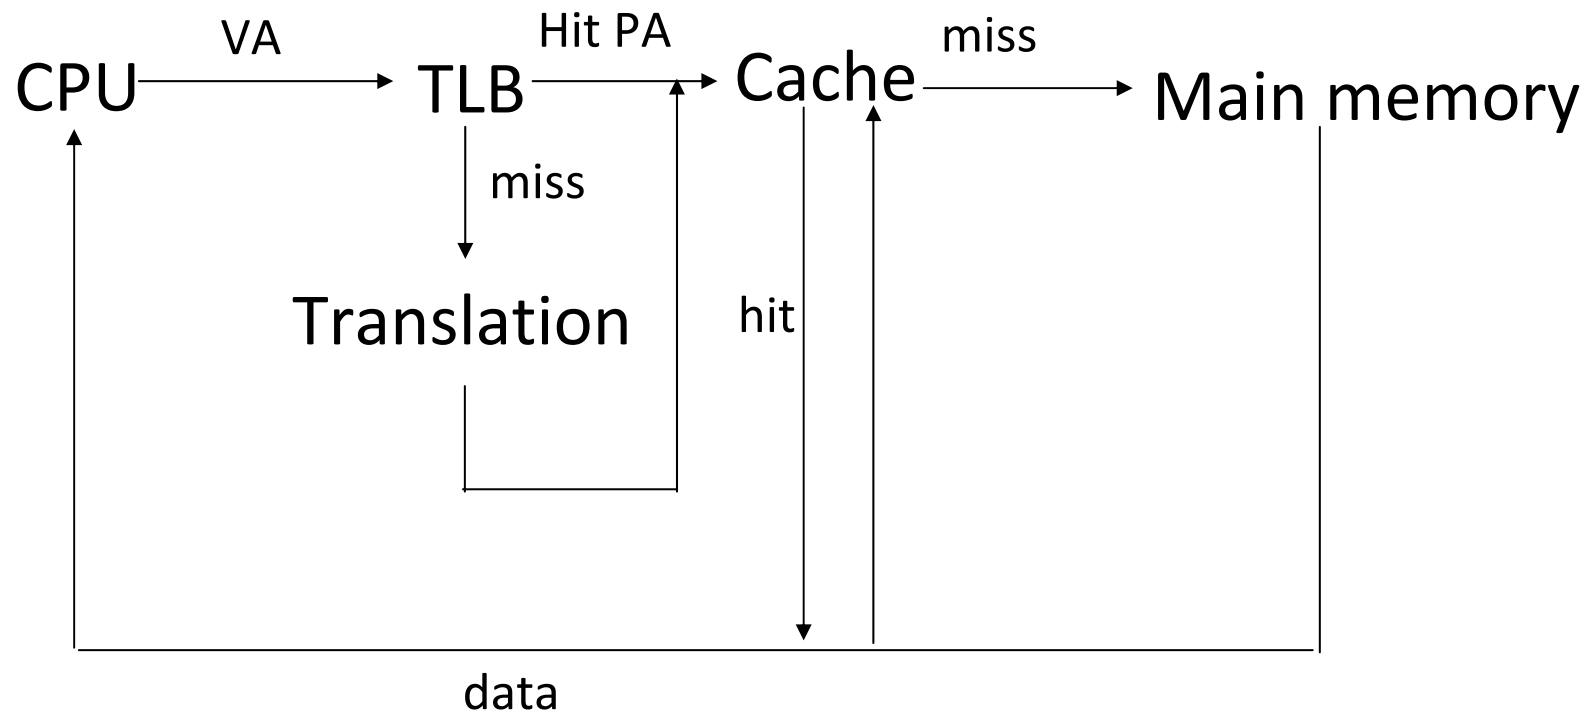 VA
Hit PA
miss
CPU
TLB
Cache
Main memory
miss
Translation
hit
data